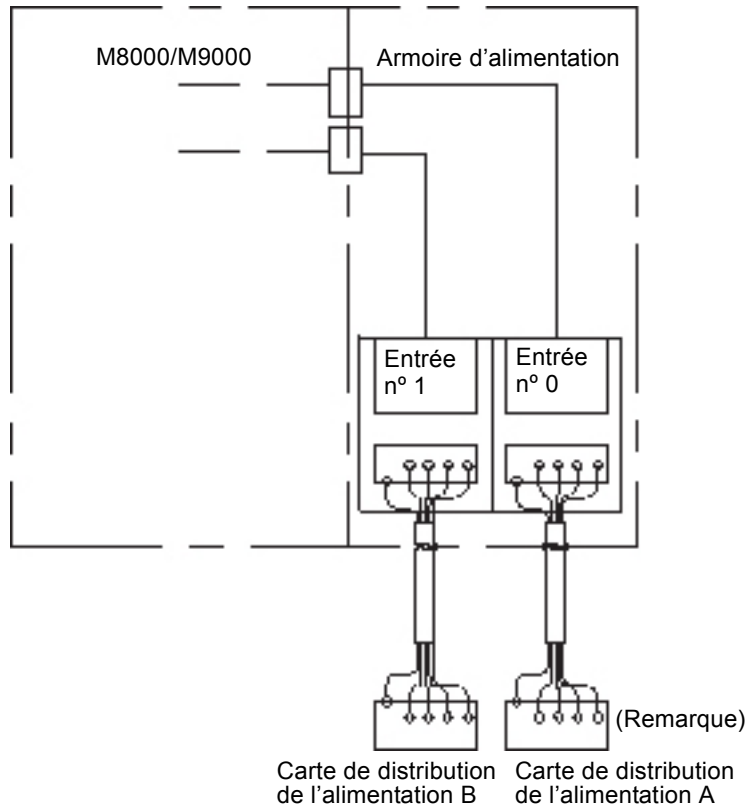 M8000/M9000
Armoire d’alimentation
Entrée
nº 1
Entrée
nº 0
(Remarque)
Carte de distribution
de l’alimentation B
Carte de distribution
de l’alimentation A